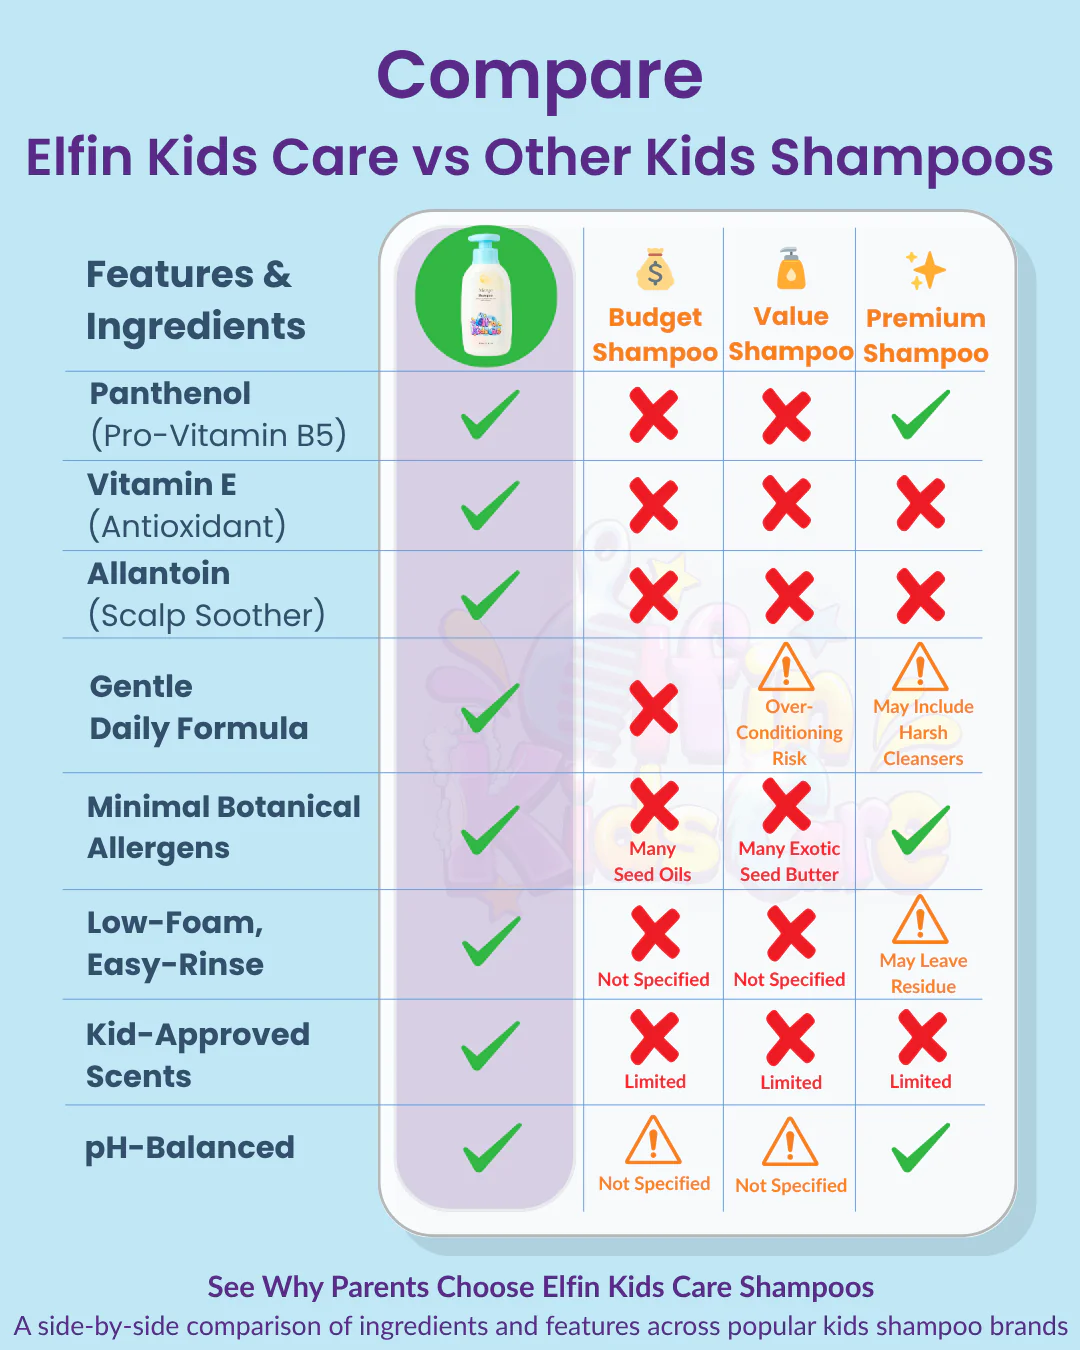 Compare
Elfin Kids Care vs Other Kids Shampoos
Features &
Ingredients
Budget
Shampoo
Value
Shampoo
Premium
Shampoo
Panthenol
(Pro-Vitamin B5)
Vitamin E
(Antioxidant)
Allantoin
(Scalp Soother)
Gentle
Daily Formula
Over-
Conditioning
Risk
May Include
Harsh
Cleansers
Minimal Botanical
Allergens
Many
Seed Oils
Many Exotic
Seed Butter
Low-Foam,
Easy-Rinse
Not Specified
Not Specified
May Leave
Residue
Kid-Approved
Scents
Limited
Limited
Limited
pH-Balanced
Not Specified
Not Specified
See Why Parents Choose Elfin Kids Care Shampoos
A side-by-side comparison of ingredients and features across popular kids shampoo brands